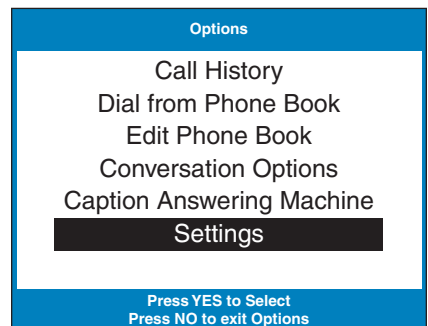 Options
Call History
Dial from Phone Book
Edit Phone Book
Conversation Options
Caption Answering Machine
Settings
Press YES to Select
Press NO to exit Options